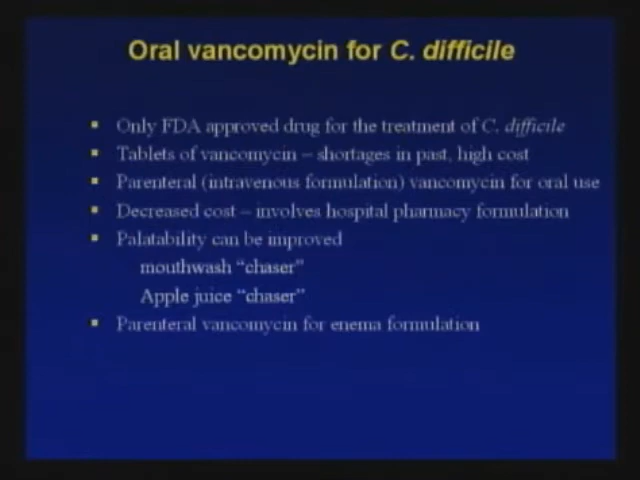 Oral vancomycin for C. difficile
Only FDA approved drug for the treatment of C. difficile
Tablets of vancomycin – shortages in past, high cost
Parenteral (intravenous formulation) vancomycin for oral use
Decreased cost – involves hospital pharmacy formulation
Palatability can be improved
mouthwash “chaser”
Apple juice “chaser”
Parenteral vancomycin for enema formulation